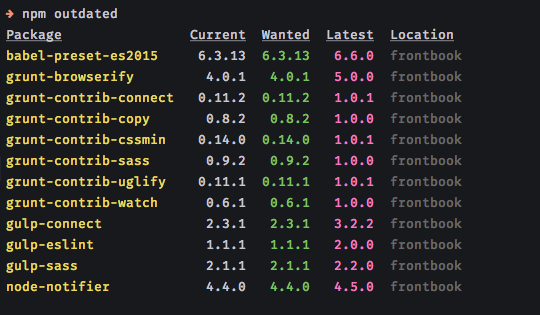 ➜ npm outdated
Package Current Wanted Latest Location
babel-preset-es2015 6.3.13 6.3.13 6.6.0 frontbook
grunt-browserify 4.0.1 4.0.1 5.0.0 frontbook
grunt-contrib-connect 0.11.2 0.11.2 1.0.1 frontbook
grunt-contrib-copy 0.8.2 0.8.2 1.0.0 frontbook
grunt-contrib-cssmin 0.14.0 0.14.0 1.0.1 frontbook
grunt-contrib-sass 0.9.2 0.9.2 1.0.0 frontbook
grunt-contrib-uglify 0.11.1 0.11.1 1.0.1 frontbook
grunt-contrib-watch 0.6.1 0.6.1 1.0.0 frontbook
gulp-connect 2.3.1 2.3.1 3.2.2 frontbook
gulp-eslint 1.1.1 1.1.1 2.0.0 frontbook
gulp-sass 2.1.1 2.1.1 2.2.0 frontbook
node-notifier 4.4.0 4.4.0 4.5.0 frontbook